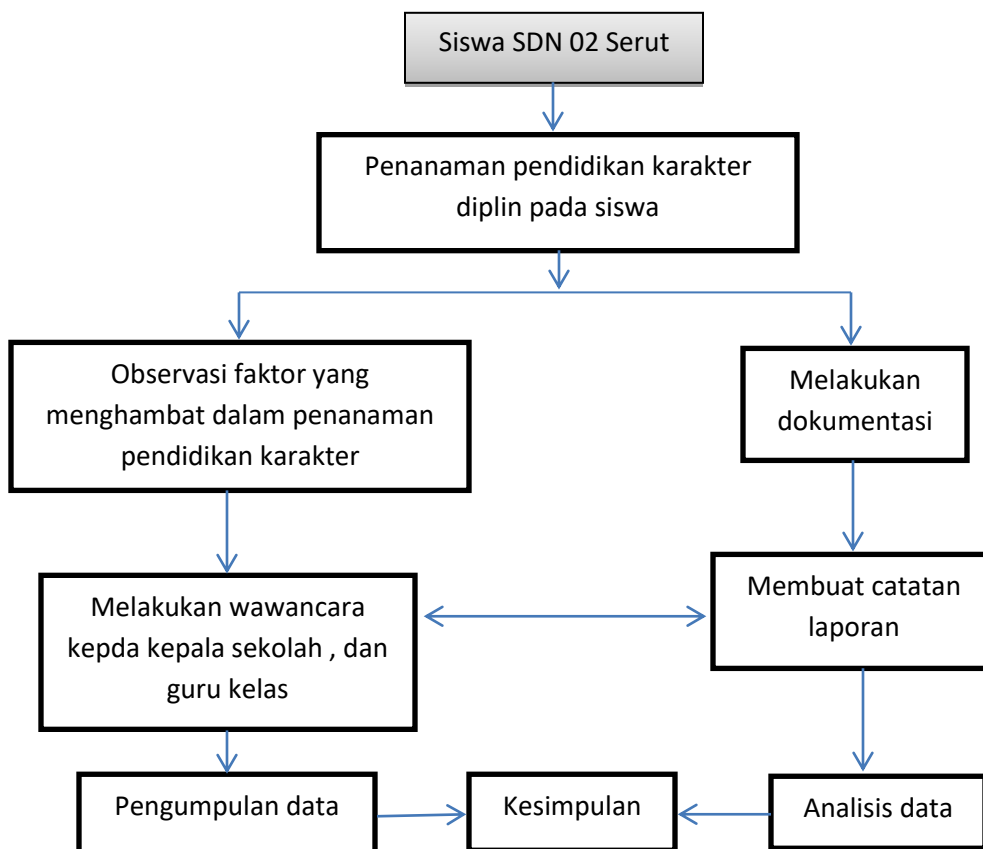 Siswa SDN 02 Serut
Penanaman pendidikan karakter
diplin pada siswa
Observasi faktor yang
menghambat dalam penanaman
pendidikan karakter
Melakukan
dokumentasi
Melakukan wawancara
kepda kepala sekolah , dan
guru kelas
Membuat catatan
laporan
Pengumpulan data
Kesimpulan
Analisis data